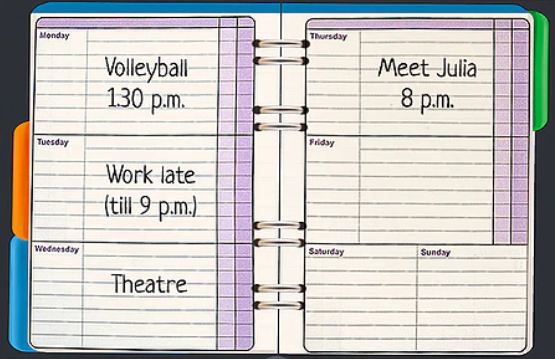 Monday
Volleyball
1.30 p.m.
Tuesday
Work late
(till 9 p.m.)
Wednesday
Theatre
Thursday
Meet Julia
8 p.m.
Friday
Saturday
Sunday